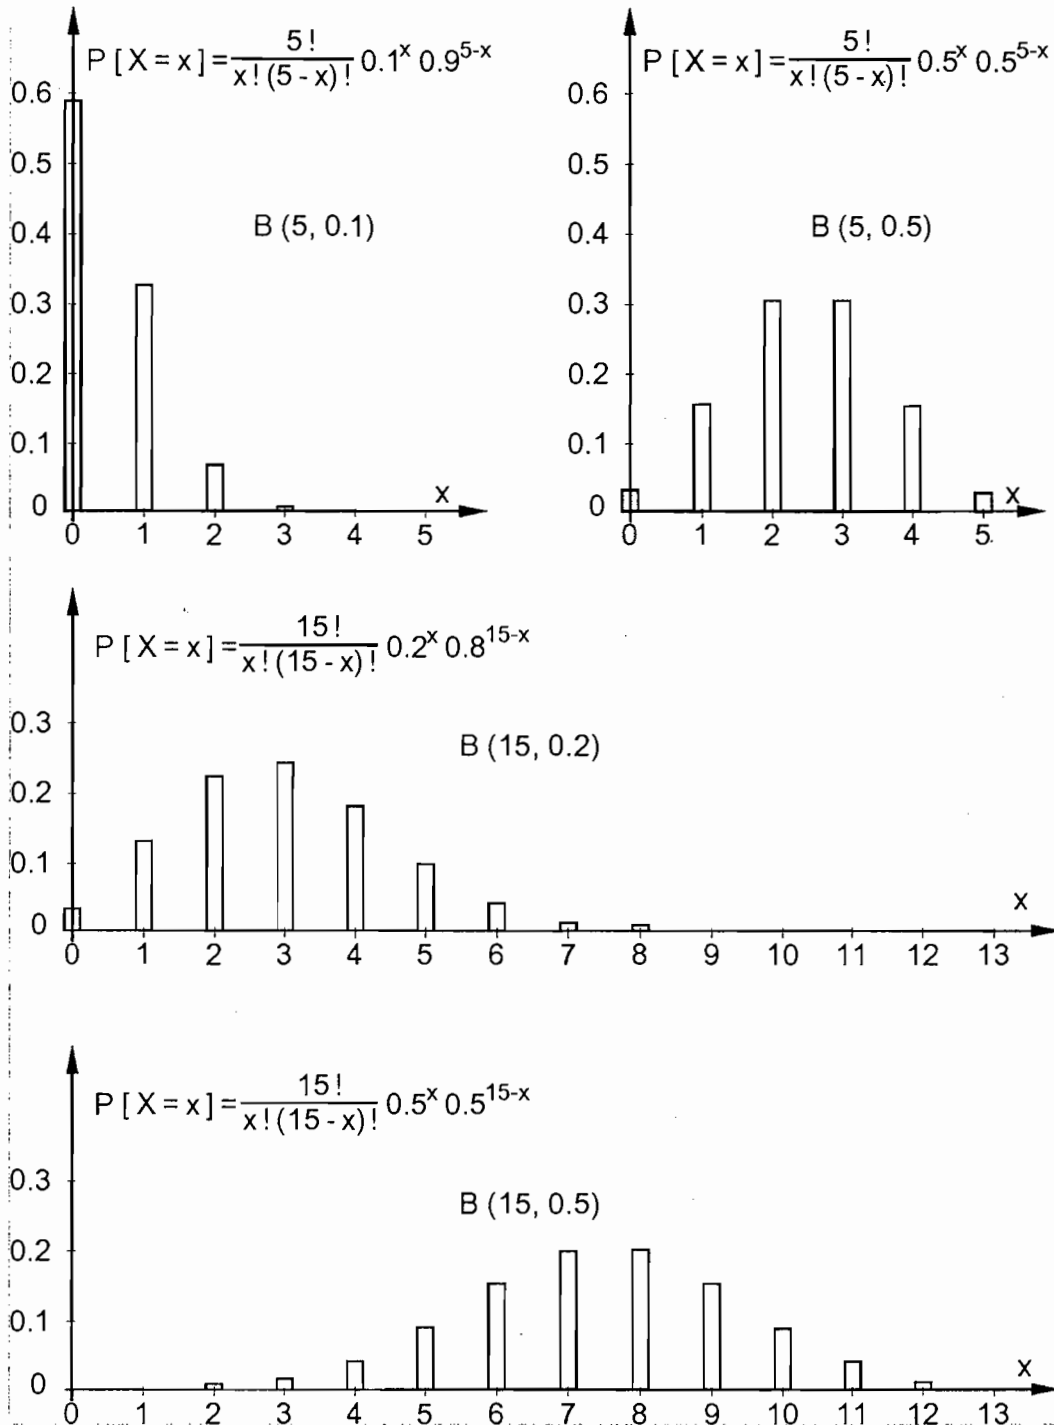 P [ X = x ] = 5! / x! (5 - x)! 0.1^x 0.9^5-x
0.6
0.5
0.4
0.3
0.2
0.1
0
B (5, 0.1)
x
0 1 2 3 4 5
P [ X = x ] = 5! / x! (5 - x)! 0.5^x 0.5^5-x
0.6
0.5
0.4
0.3
0.2
0.1
0
B (5, 0.5)
x
0 1 2 3 4 5
P [ X = x ] = 15! / x! (15 - x)! 0.2^x 0.8^15-x
0.3
0.2
0.1
0
B (15, 0.2)
x
0 1 2 3 4 5 6 7 8 9 10 11 12 13
P [ X = x ] = 15! / x! (15 - x)! 0.5^x 0.5^15-x
0.3
0.2
0.1
0
B (15, 0.5)
x
0 1 2 3 4 5 6 7 8 9 10 11 12 13